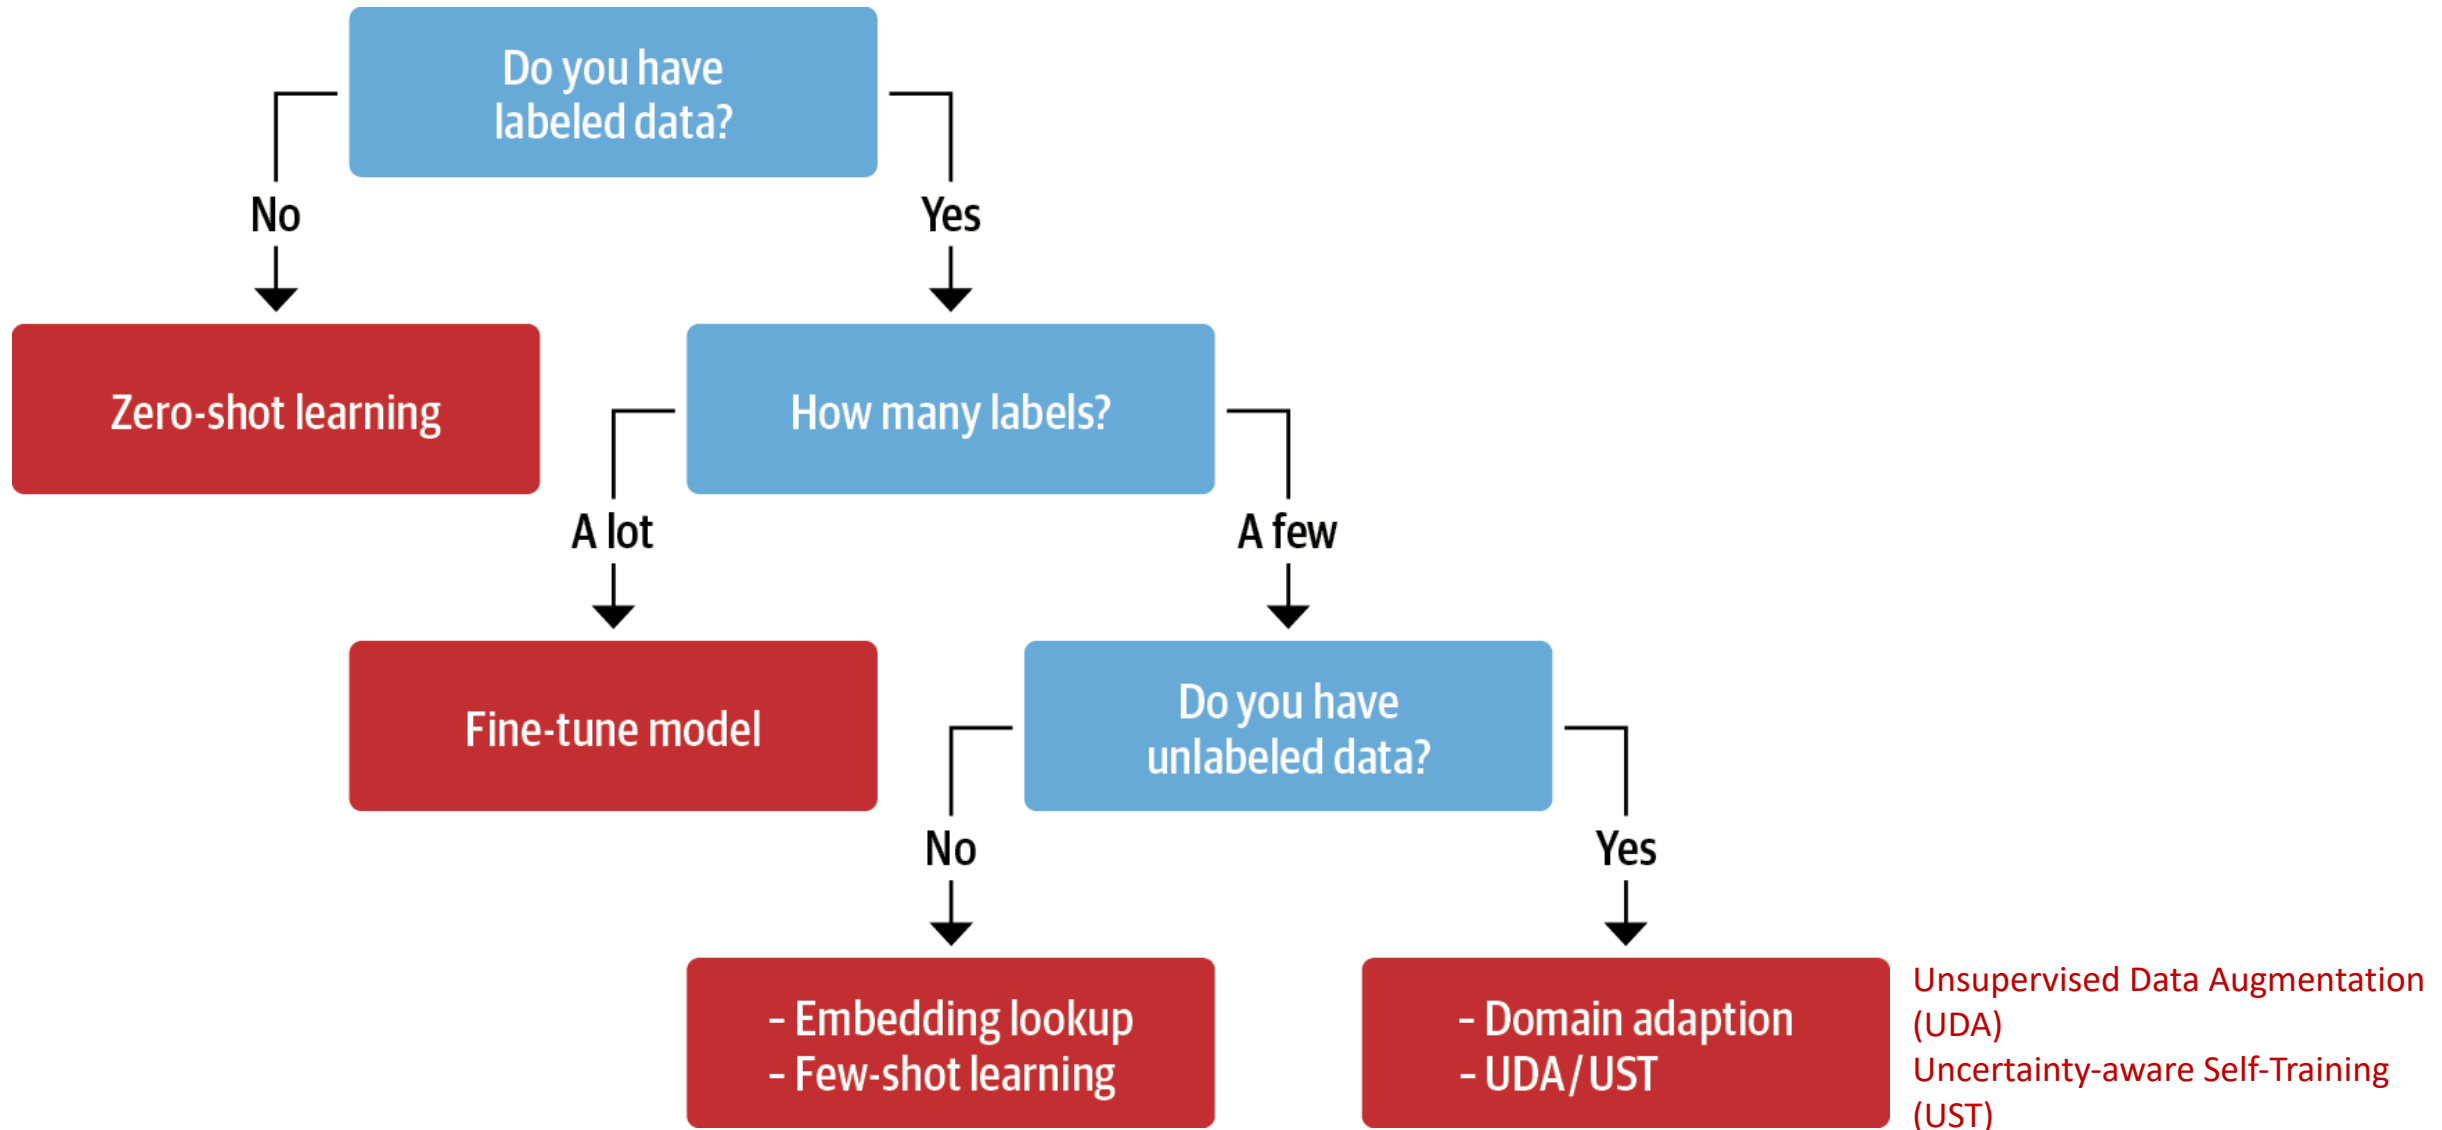 Do you have
labeled data?
No
Yes
Zero-shot learning
How many labels?
A lot
A few
Fine-tune model
Do you have
unlabeled data?
No
Yes
– Embedding lookup
– Few-shot learning
– Domain adaption
– UDA/UST
Unsupervised Data Augmentation
(UDA)
Uncertainty-aware Self-Training
(UST)